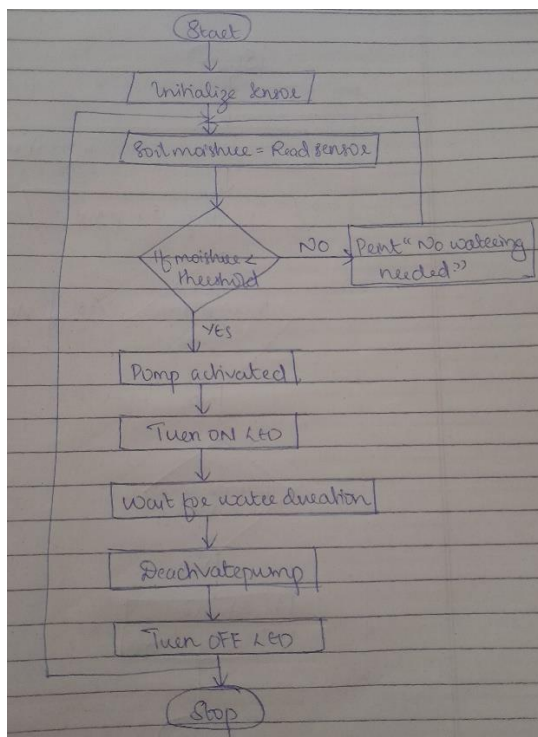 Start
Initialize Sensor
Soil moisture = Read sensor
If moisture <
threshold
NO
Print "No watering
needed."
YES
Pump activated
Turn ON LED
Wait for water duration
Deactivate pump
Turn OFF LED
Stop